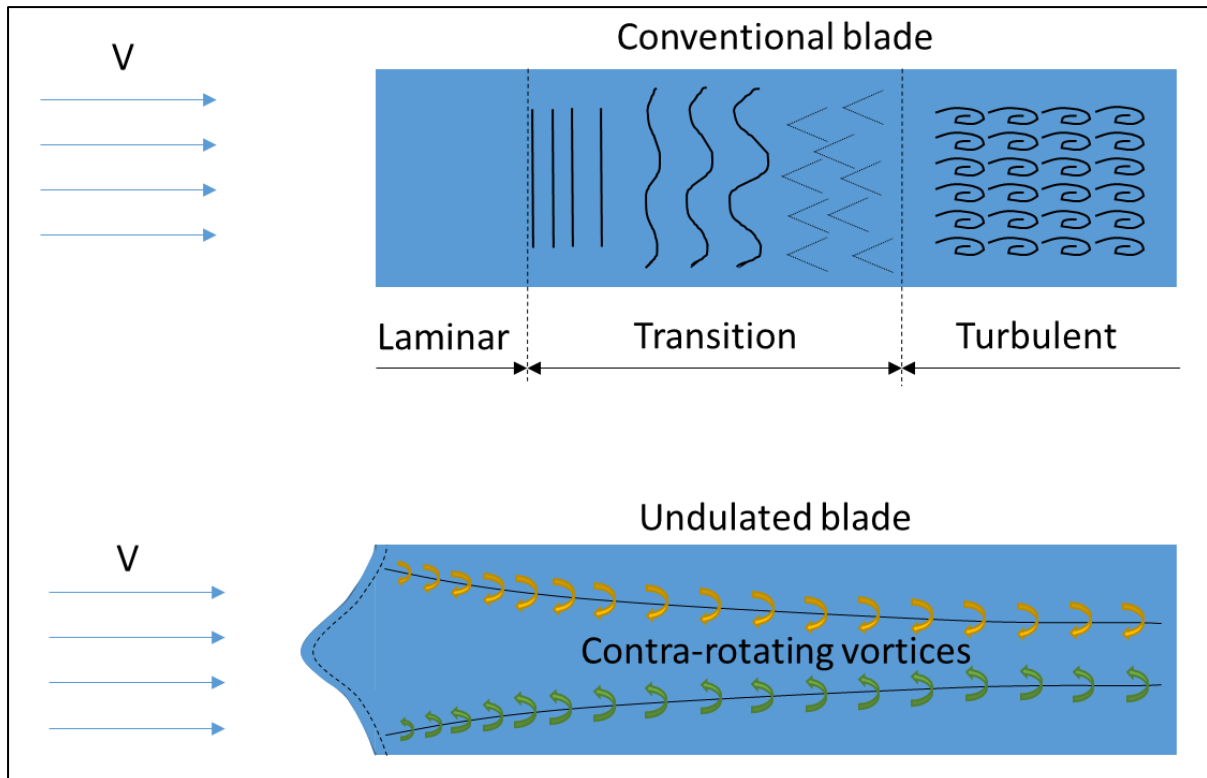 Conventional blade
V
Laminar
Transition
Turbulent
Undulated blade
V
Contra-rotating vortices